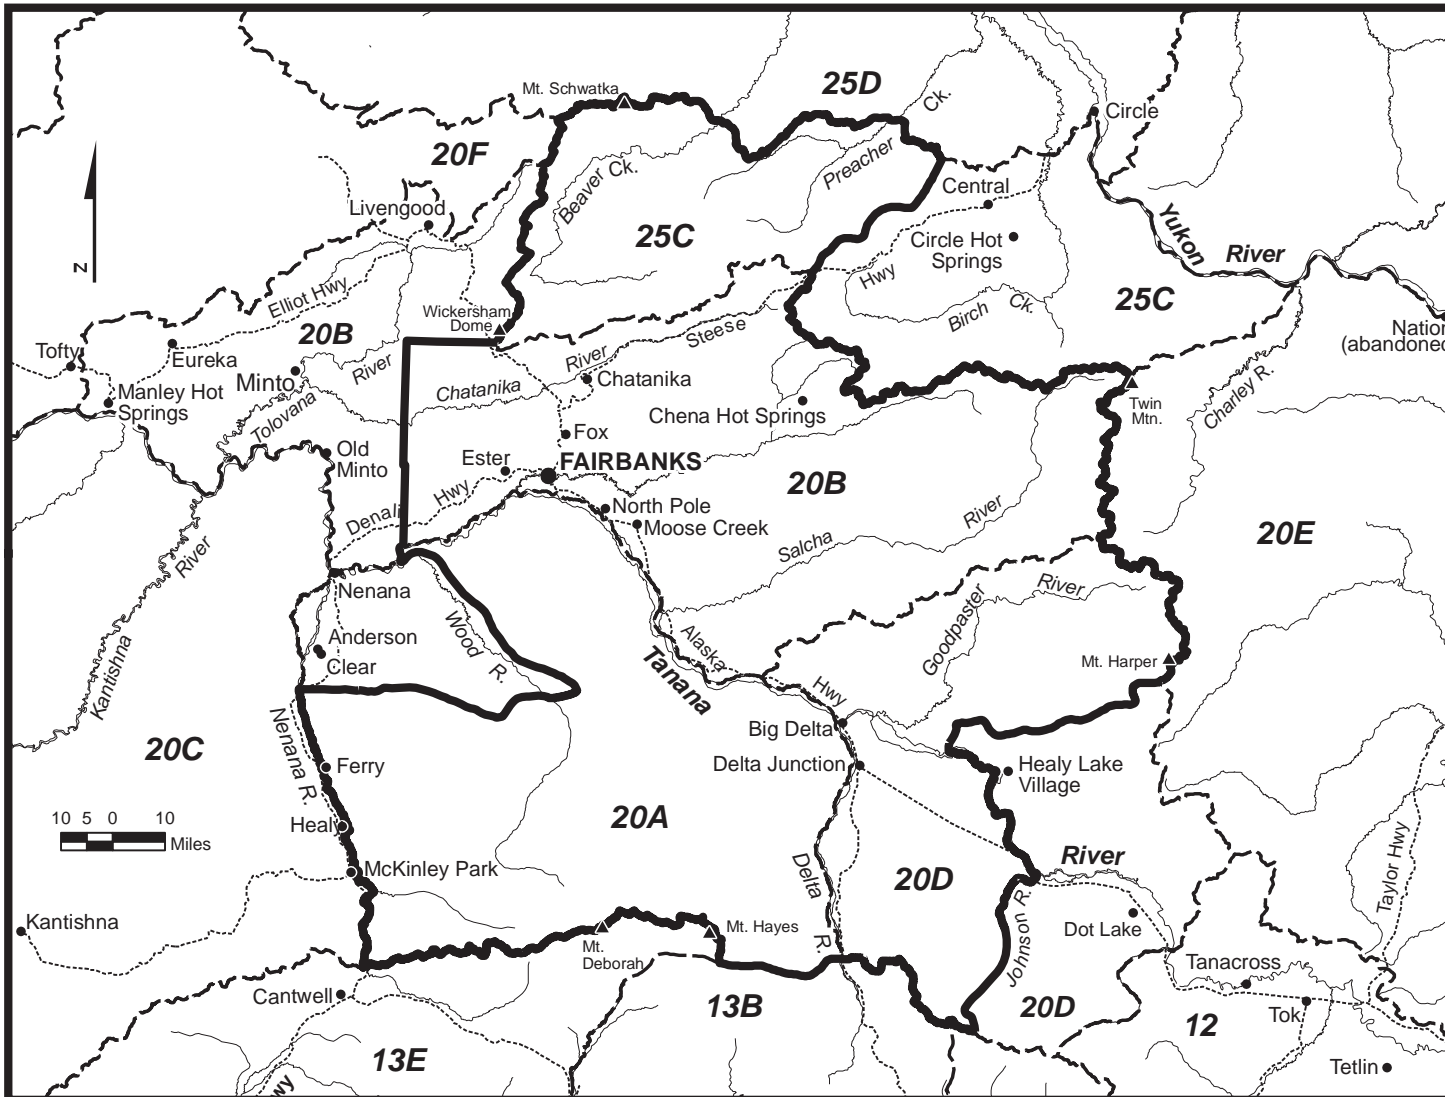 Mt. Schwatka
25D
Ck.
Circle
20F
Beaver
Ck.
Preacher
Central
Livengood
25C
Yukon
River
Circle Hot
Springs
Hwy
N
Elliot Hwy
Wickersham
Dome
25C
Birch
Ck.
20B
Steese
River
Tofty
Eureka
River
Minto
Chatanika
Chatanika
Manley Hot
Springs
Tolovana
Chena Hot Springs
Twin
Mtn.
Charley R.
Fox
Old
Minto
Ester
FAIRBANKS
20B
Hwy
Denali
North Pole
Moose Creek
River
Salcha
20E
River
Nenana
River
Goodpaster
Wood
R.
Anderson
Clear
Alaska
Tanana
Mt. Harper
Kantishna
Hwy
Nenana R.
20C
Big Delta
Ferry
Delta Junction
Healy Lake
Village
10 5 0 10
Miles
Healy
20A
River
Taylor Hwy
McKinley Park
Delta
R.
20D
Johnson R.
Kantishna
Mt.
Deborah
Mt. Hayes
Dot Lake
Tanacross
Cantwell
13B
20D
12
Tok
13E
Tetlin